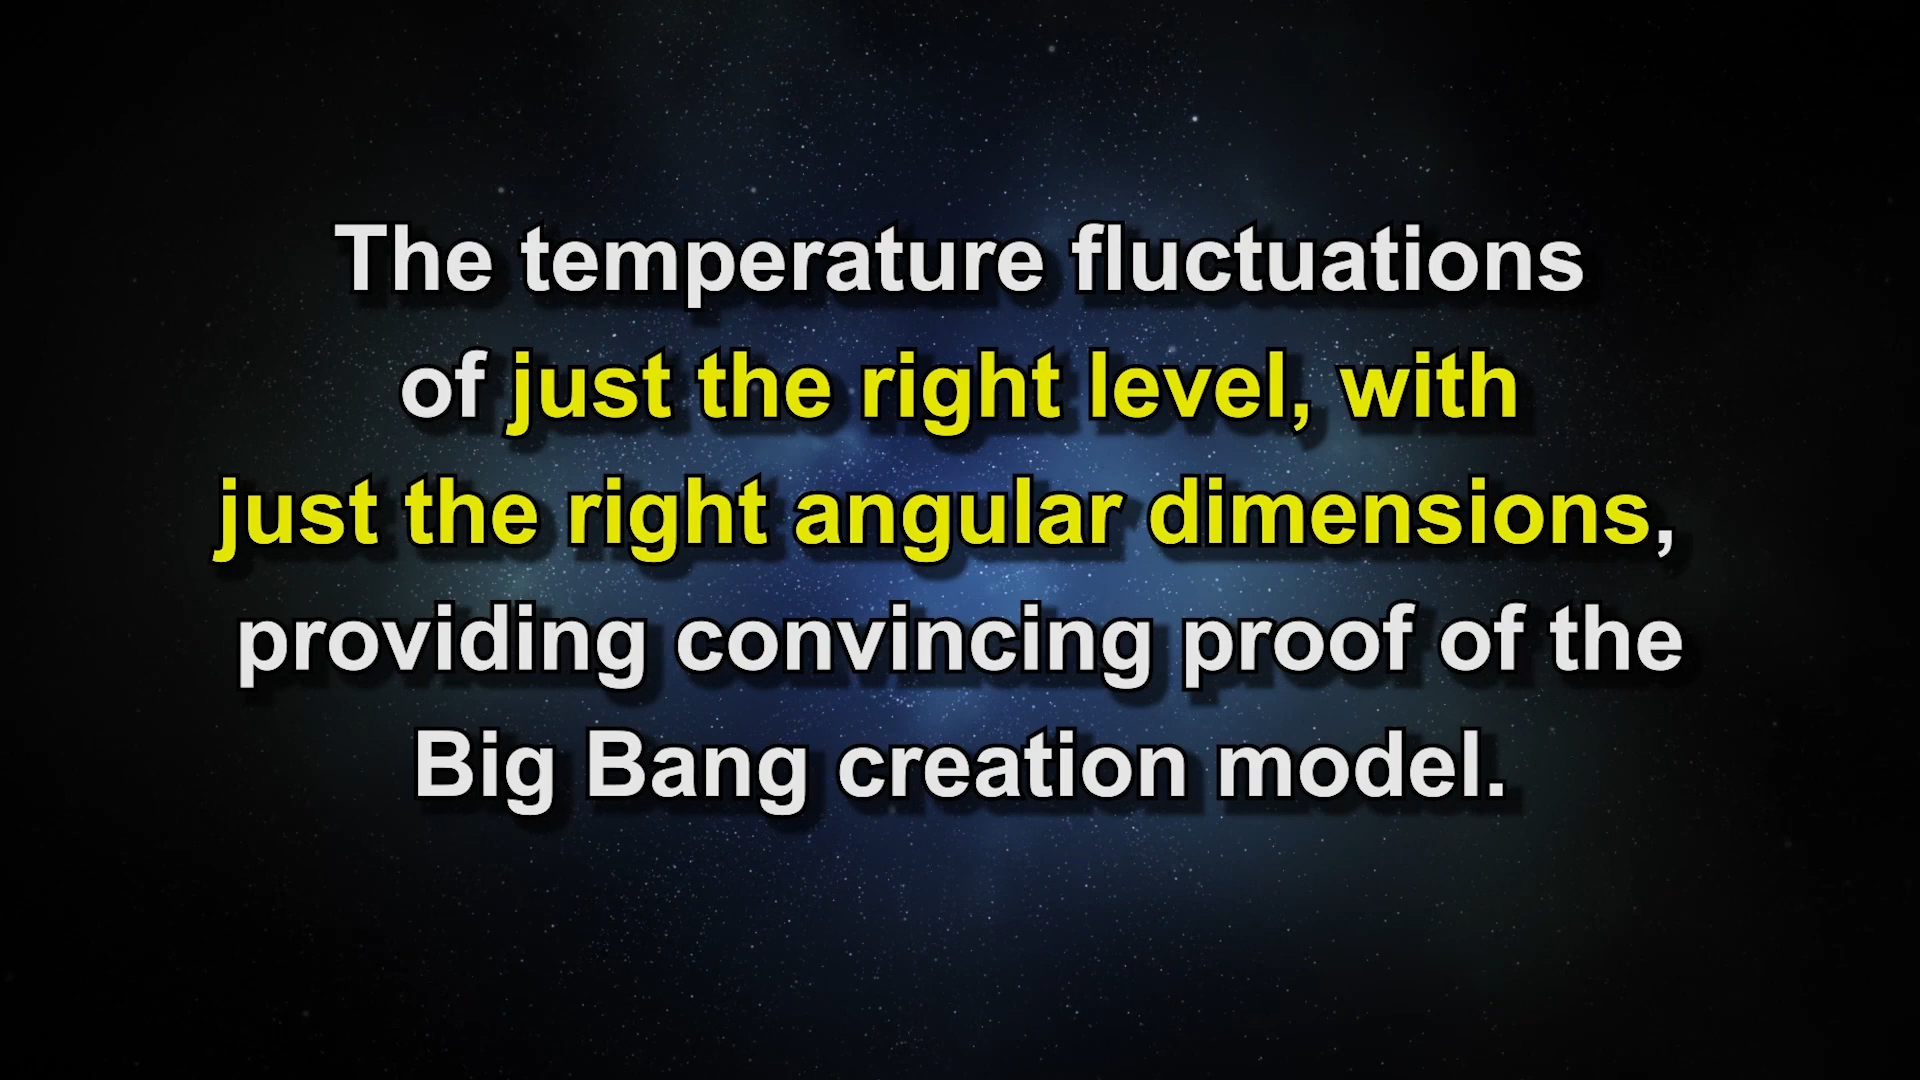 The temperature fluctuations
of just the right level, with
just the right angular dimensions,
providing convincing proof of the
Big Bang creation model.